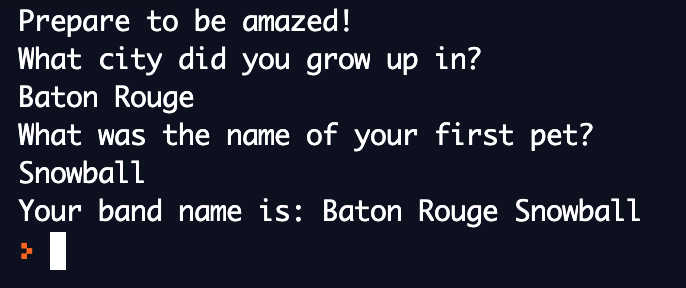 Prepare to be amazed!
What city did you grow up in?
Baton Rouge
What was the name of your first pet?
Snowball
Your band name is: Baton Rouge Snowball
>